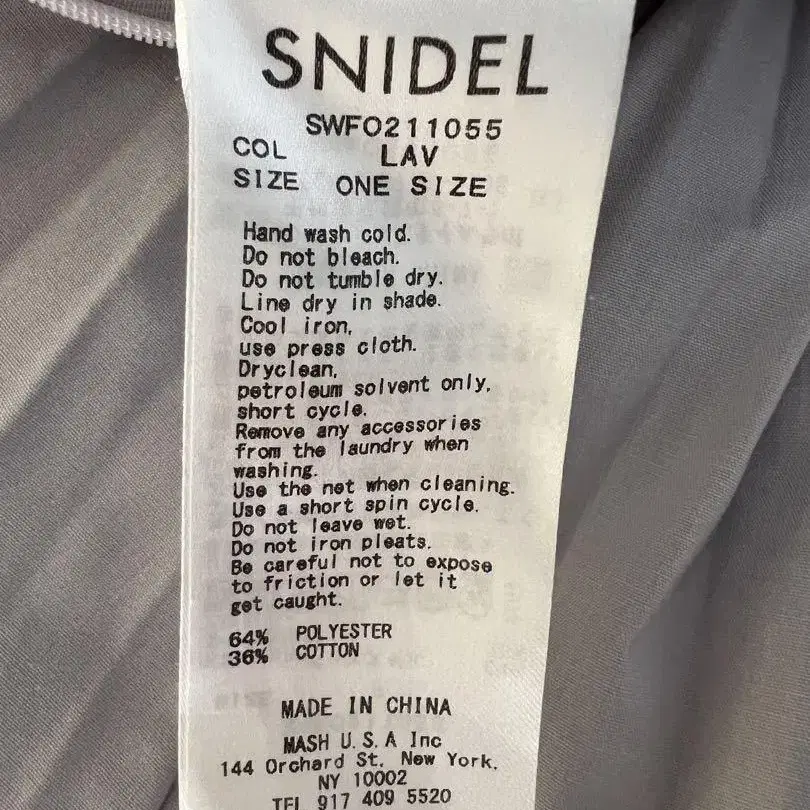 SNIDEL
SWFO211055
COL LAV
SIZE ONE SIZE
Hand wash cold.
Do not bleach.
Do not tumble dry.
Line dry in shade.
Cool iron,
use press cloth.
Dryclean,
petroleum solvent only,
short cycle.
Remove any accessories
from the laundry when
washing.
Use the net when cleaning.
Use a short spin cycle.
Do not leave wet.
Do not iron pleats.
Be careful not to expose
to friction or let it
get caught.
64% POLYESTER
36% COTTON
MADE IN CHINA
MASH U.S.A Inc
144 Orchard St. New York,
NY 10002
TEL 917 409 5520